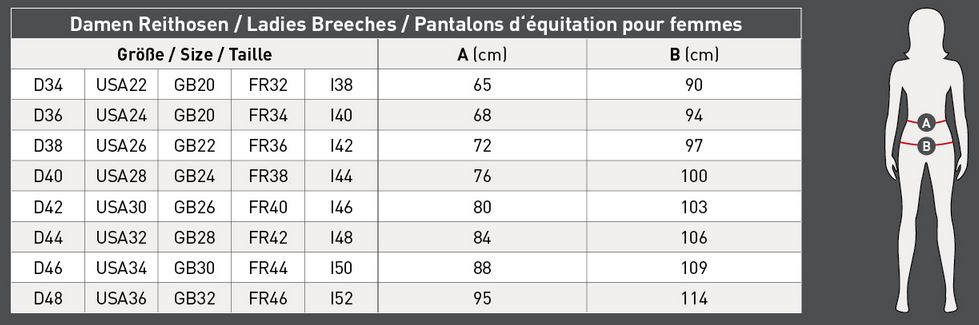 Damen Reithosen / Ladies Breeches / Pantalons d‘équitation pour femmes
Größe / Size / Taille A (cm) B (cm)
D34 USA22 GB20 FR32 I38 65 90
D36 USA24 GB20 FR34 I40 68 94
D38 USA26 GB22 FR36 I42 72 97
D40 USA28 GB24 FR38 I44 76 100
D42 USA30 GB26 FR40 I46 80 103
D44 USA32 GB28 FR42 I48 84 106
D46 USA34 GB30 FR44 I50 88 109
D48 USA36 GB32 FR46 I52 95 114
A
B